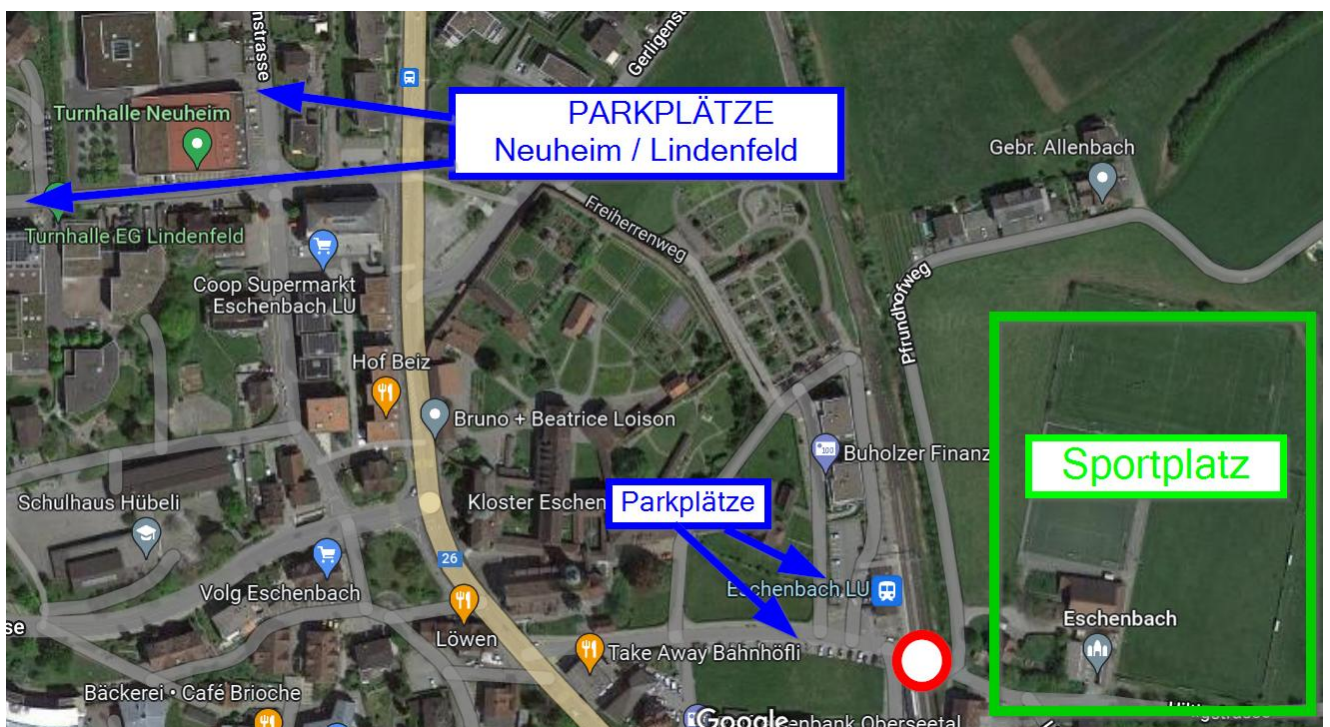 nstrasse
Gerligenst
PARKPLÄTZE
Neuheim / Lindenfeld
Turnhalle Neuheim
Gebr. Allenbach
Freiherrenweg
Turnhalle EG Lindenfeld
Coop Supermarkt
Eschenbach LU
Pfrundhofweg
Hof Beiz
Bruno + Beatrice Loison
Buholzer Finanz
Sportplatz
Schulhaus Hübeli
Kloster Eschen
Parkplätze
26
Volg Eschenbach
Eschenbach LU
Eschenbach
se
Löwen
Take Away Bahnhöfli
Bäckerei • Café Brioche
Google
enbank Oberseetal